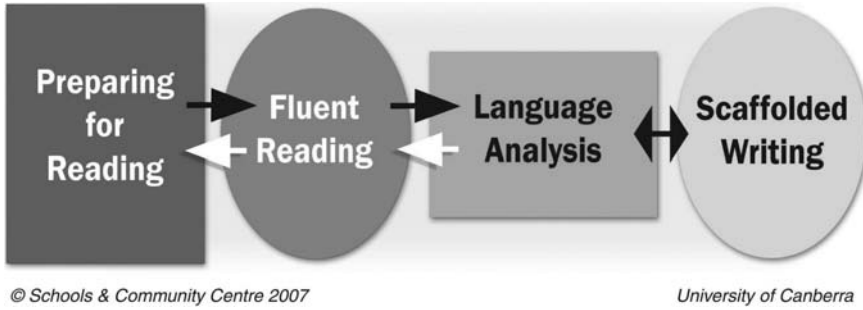 Preparing
for
Reading
Fluent
Reading
Language
Analysis
Scaffolded
Writing
© Schools & Community Centre 2007
University of Canberra